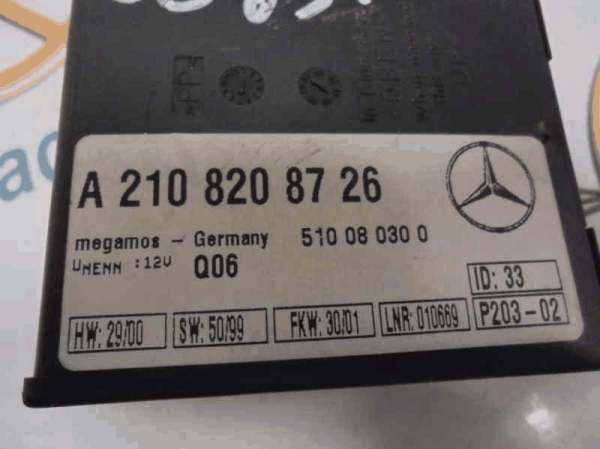 A 210 820 87 26
megamos - Germany 510 08 030 0
UNENN :12V Q06
ID: 33
HW: 29/00 SW: 50/99 FKW: 30/01 LNR: 010669 P203-02